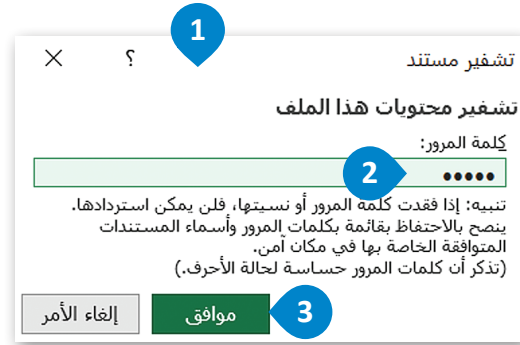 1
تشفير مستند ؟
تشفير محتويات هذا الملف
كلمة المرور:
••••• 2
تنبيه: إذا فقدت كلمة المرور أو نسيتها، فلن يمكن استردادها.
ينصح بالاحتفاظ بقائمة بكلمات المرور وأسماء المستندات
المتوافقة الخاصة بها في مكان آمن.
(تذكر أن كلمات المرور حساسة لحالة الأحرف.)
3 موافق إلغاء الأمر